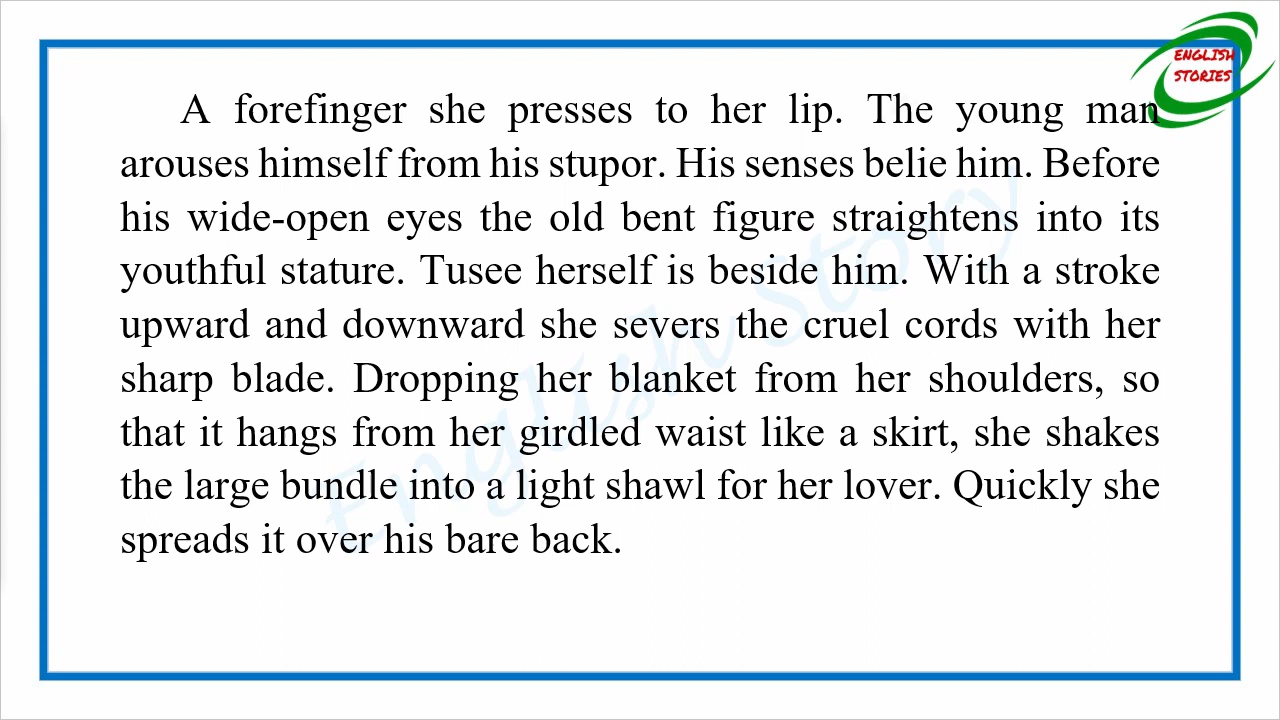 ENGLISH
STORIES
A forefinger she presses to her lip. The young man
arouses himself from his stupor. His senses belie him. Before
his wide-open eyes the old bent figure straightens into its
youthful stature. Tusee herself is beside him. With a stroke
upward and downward she severs the cruel cords with her
sharp blade. Dropping her blanket from her shoulders, so
that it hangs from her girdled waist like a skirt, she shakes
the large bundle into a light shawl for her lover. Quickly she
spreads it over his bare back.
English Story